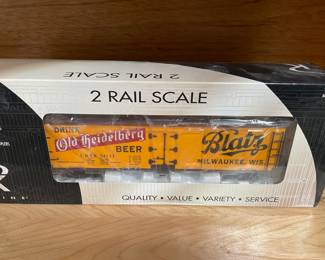 2 RAIL SCALE
2 RAIL SCALE
DRINK
Old Heidelberg
BEER
Blatz
MILWAUKEE, WIS.
R
QUALITY • VALUE • VARIETY • SERVICE